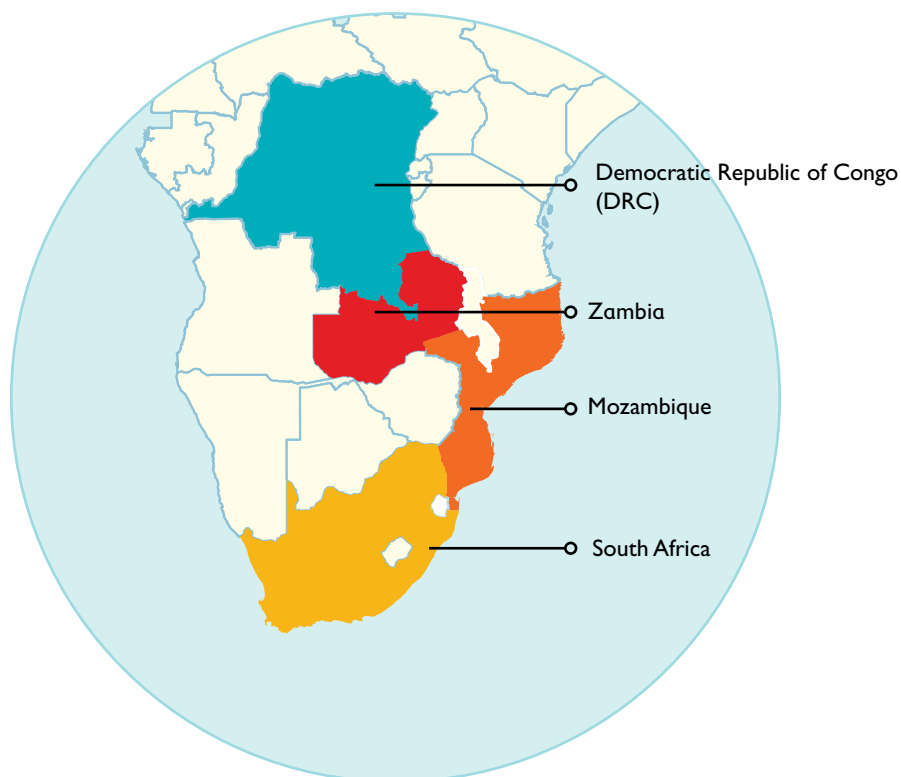 Democratic Republic of Congo
(DRC)
Zambia
Mozambique
South Africa